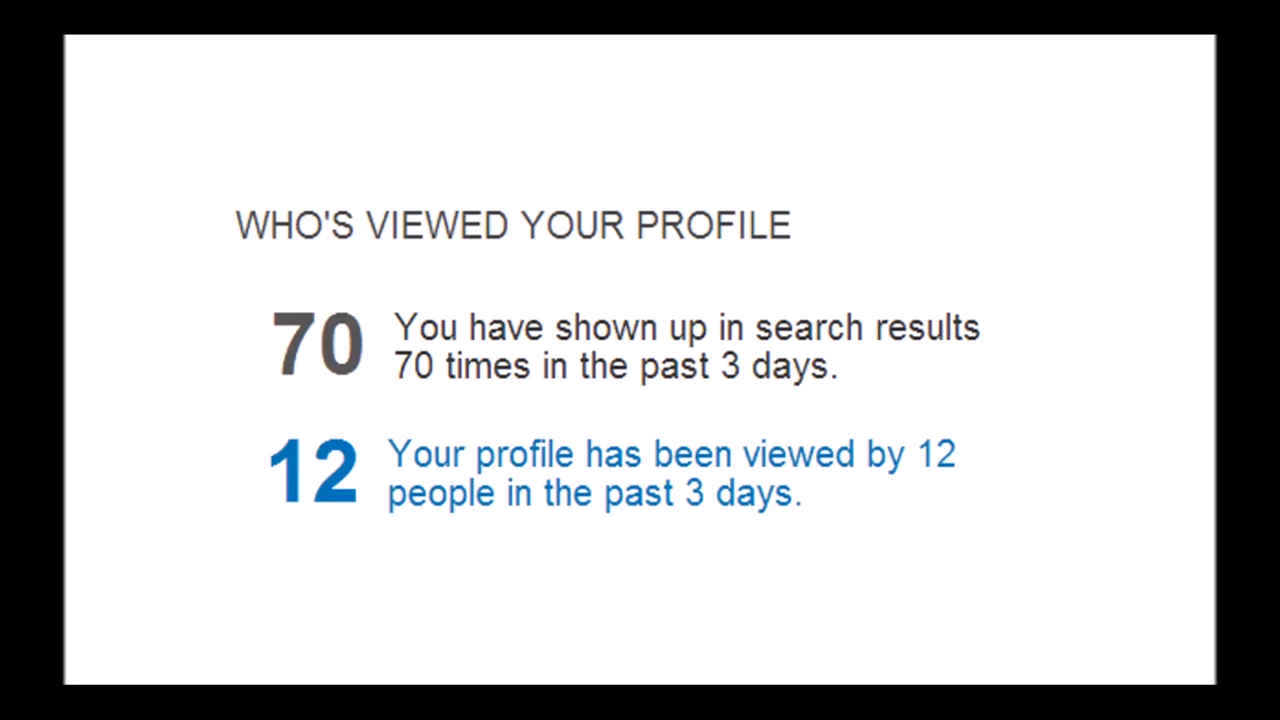 WHO'S VIEWED YOUR PROFILE
70
You have shown up in search results
70 times in the past 3 days.
12
Your profile has been viewed by 12
people in the past 3 days.